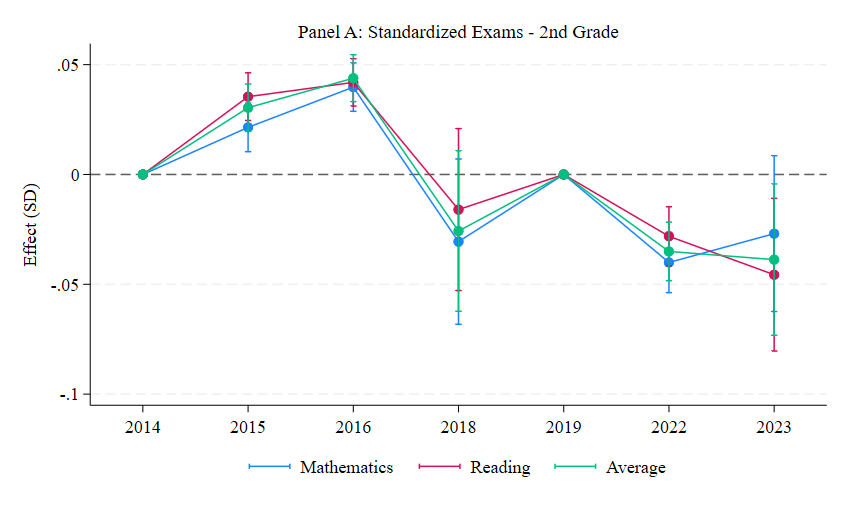 Panel A: Standardized Exams - 2nd Grade
Effect (SD)
.05
0
-.05
-.1
2014 2015 2016 2018 2019 2022 2023
Mathematics Reading Average